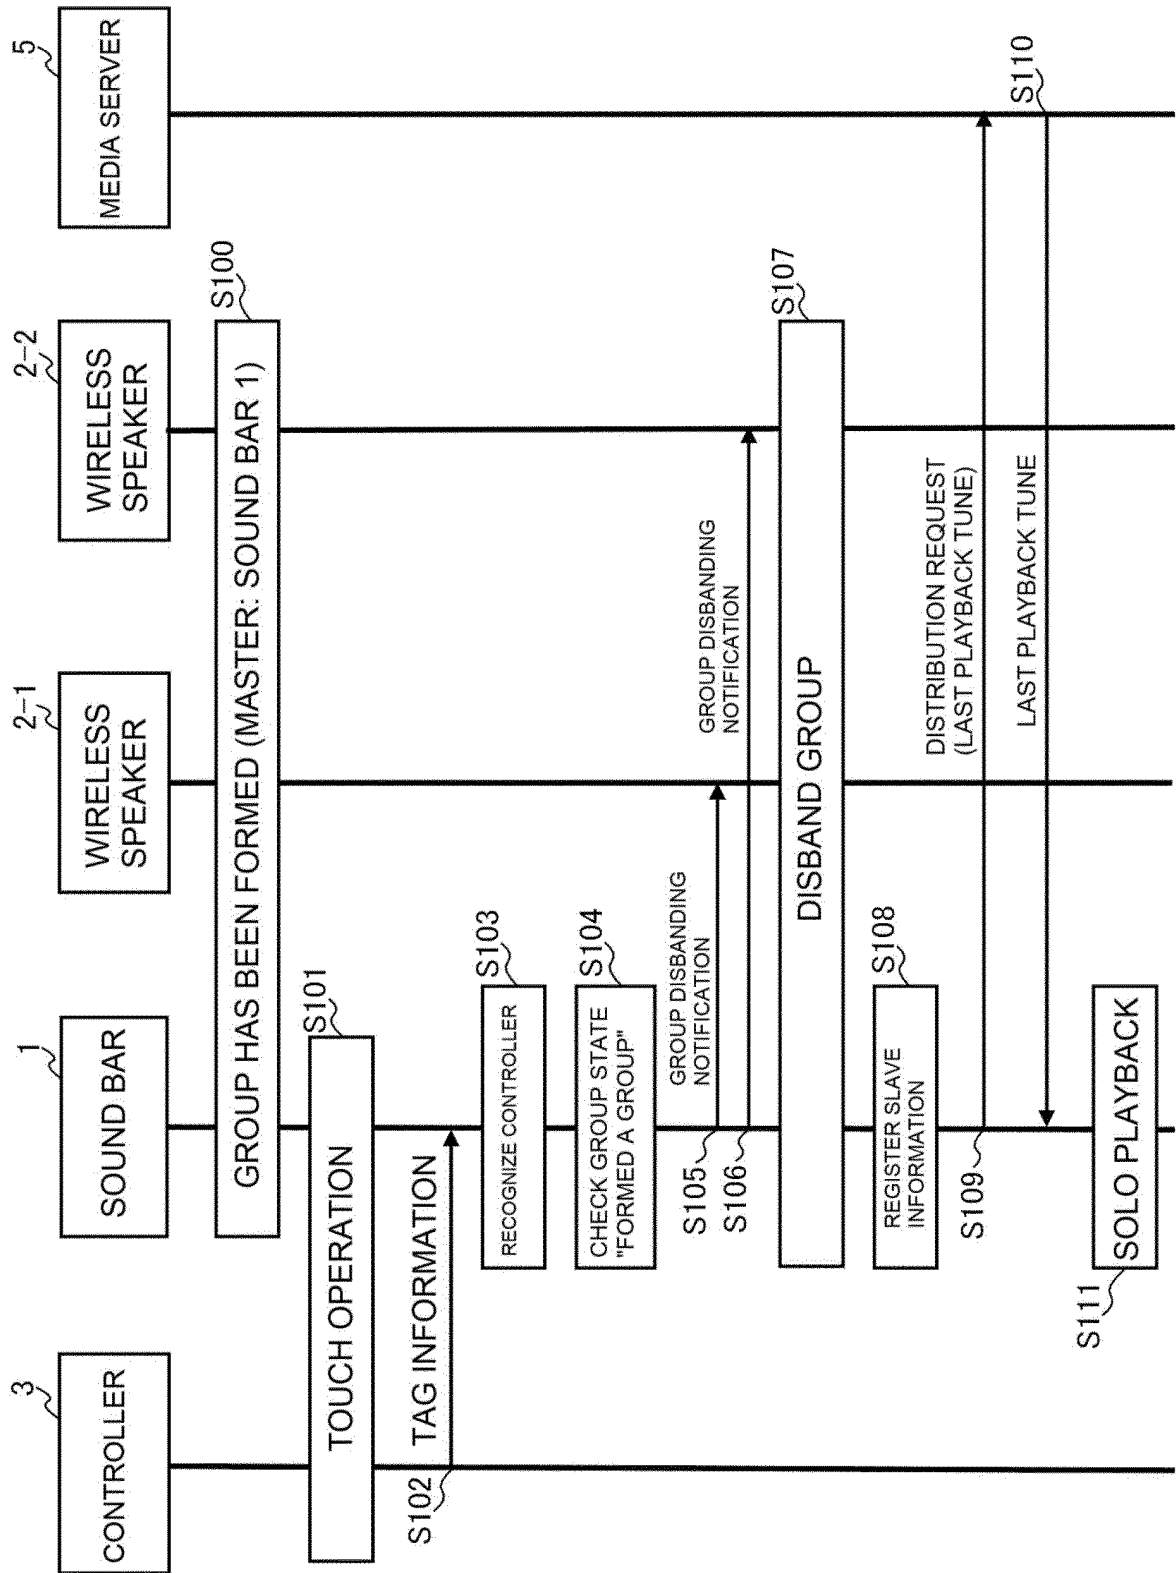 3
CONTROLLER
1
SOUND BAR
2-1
WIRELESS
SPEAKER
2-2
WIRELESS
SPEAKER
5
MEDIA SERVER
S100
GROUP HAS BEEN FORMED (MASTER: SOUND BAR 1)
S101
TOUCH OPERATION
S102
TAG INFORMATION
S103
RECOGNIZE CONTROLLER
S104
CHECK GROUP STATE
"FORMED A GROUP"
S105
GROUP DISBANDING
NOTIFICATION
S106
GROUP DISBANDING
NOTIFICATION
S107
DISBAND GROUP
S108
REGISTER SLAVE
INFORMATION
S109
DISTRIBUTION REQUEST
(LAST PLAYBACK TUNE)
S110
LAST PLAYBACK TUNE
S111
SOLO PLAYBACK